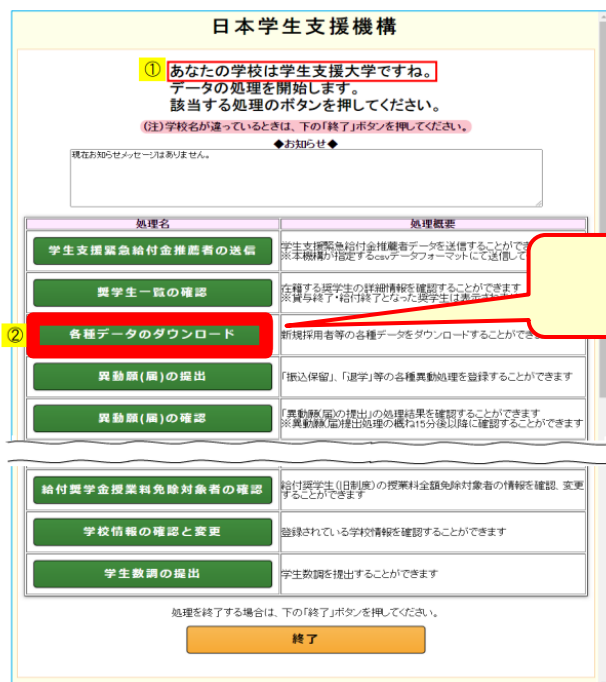 日本学生支援機構
① あなたの学校は学生支援大学ですね。
データの処理を開始します。
該当する処理のボタンを押してください。
(注)学校名が違っているときは、下の「終了」ボタンを押してください。
◆お知らせ◆
現在お知らせメッセージはありません。
処理名 処理概要
学生支援緊急給付金推薦者の送信 学生支援緊急給付金推薦者データを送信することができ
※本機構が指定するcsvデータフォーマットにて送信して
奨学生一覧の確認 在籍する奨学生の詳細情報を確認することができます
※貸与終了・給付終了となった奨学生は表示されま
② 各種データのダウンロード 新規採用者等の各種データをダウンロードすることができ
異動願(届)の提出 「振込保留」、「退学」等の各種異動処理を登録することができます
異動願(届)の確認 「異動願(届)の提出」の処理結果を確認することができます
※異動願(届)提出処理の概ね15分後以降に確認することができます
給付奨学金授業料免除対象者の確認 給付奨学生(旧制度)の授業料全額免除対象者の情報を確認、変更
することができます
学校情報の確認と変更 登録されている学校情報を確認することができます
学生数調の提出 学生数調を提出することができます
処理を終了する場合は、下の「終了」ボタンを押してください。
終了